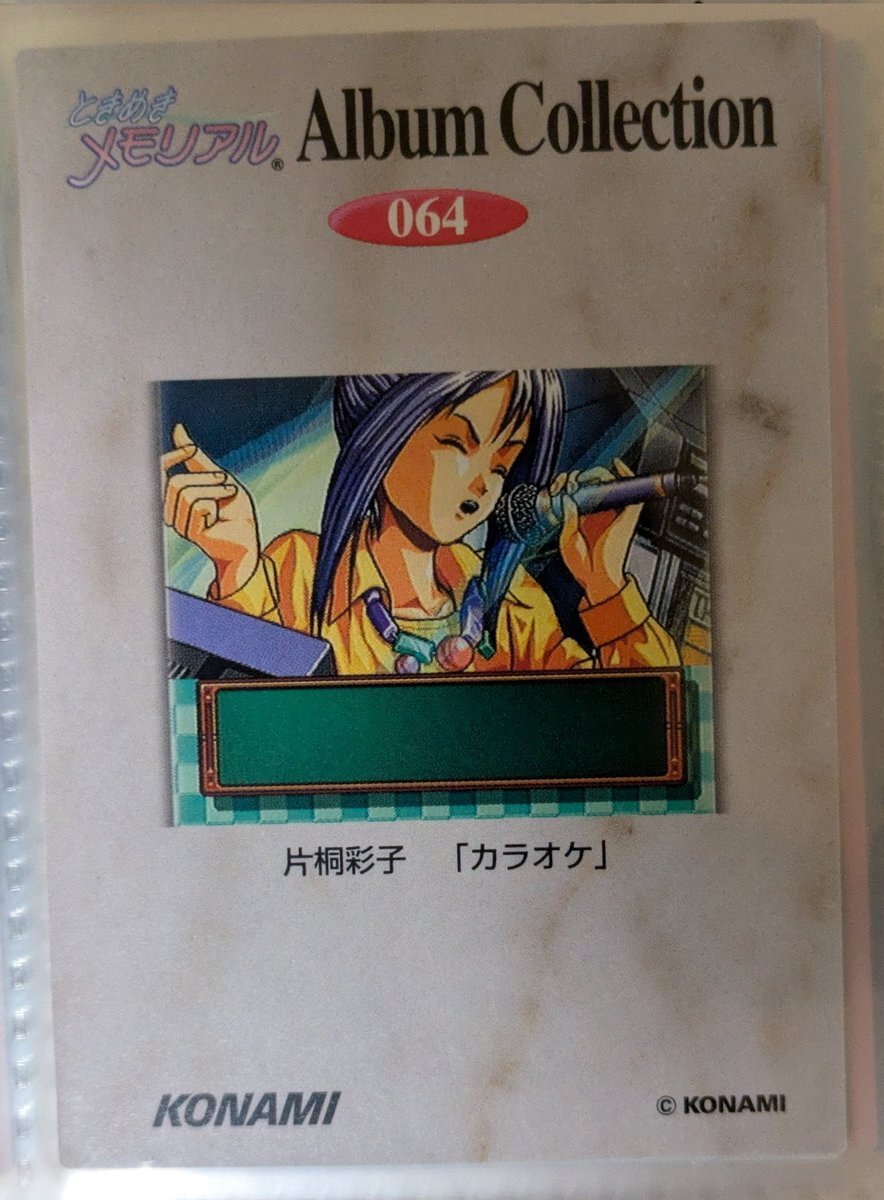 ときめき
メモリアル® Album Collection
064
片桐彩子 「カラオケ」
KONAMI
© KONAMI